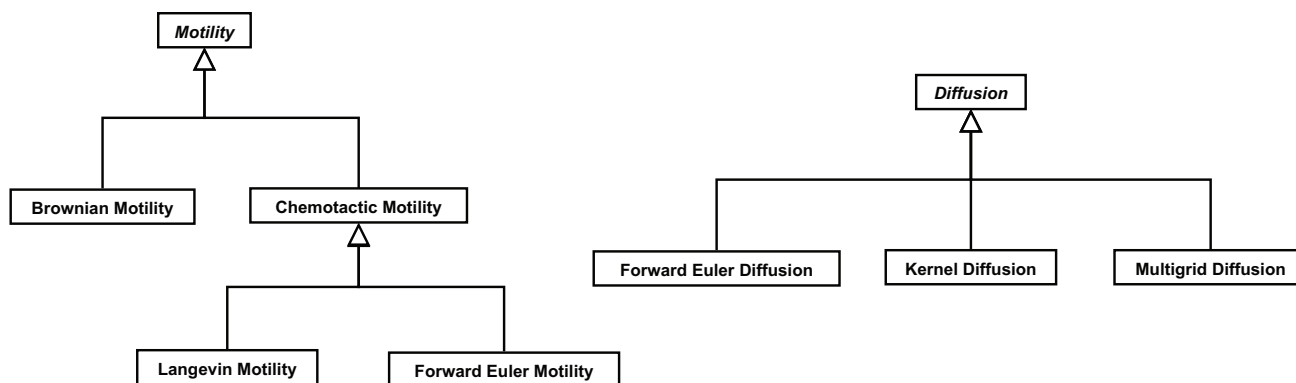 Motility
Brownian Motility
Chemotactic Motility
Langevin Motility
Forward Euler Motility
Diffusion
Forward Euler Diffusion
Kernel Diffusion
Multigrid Diffusion